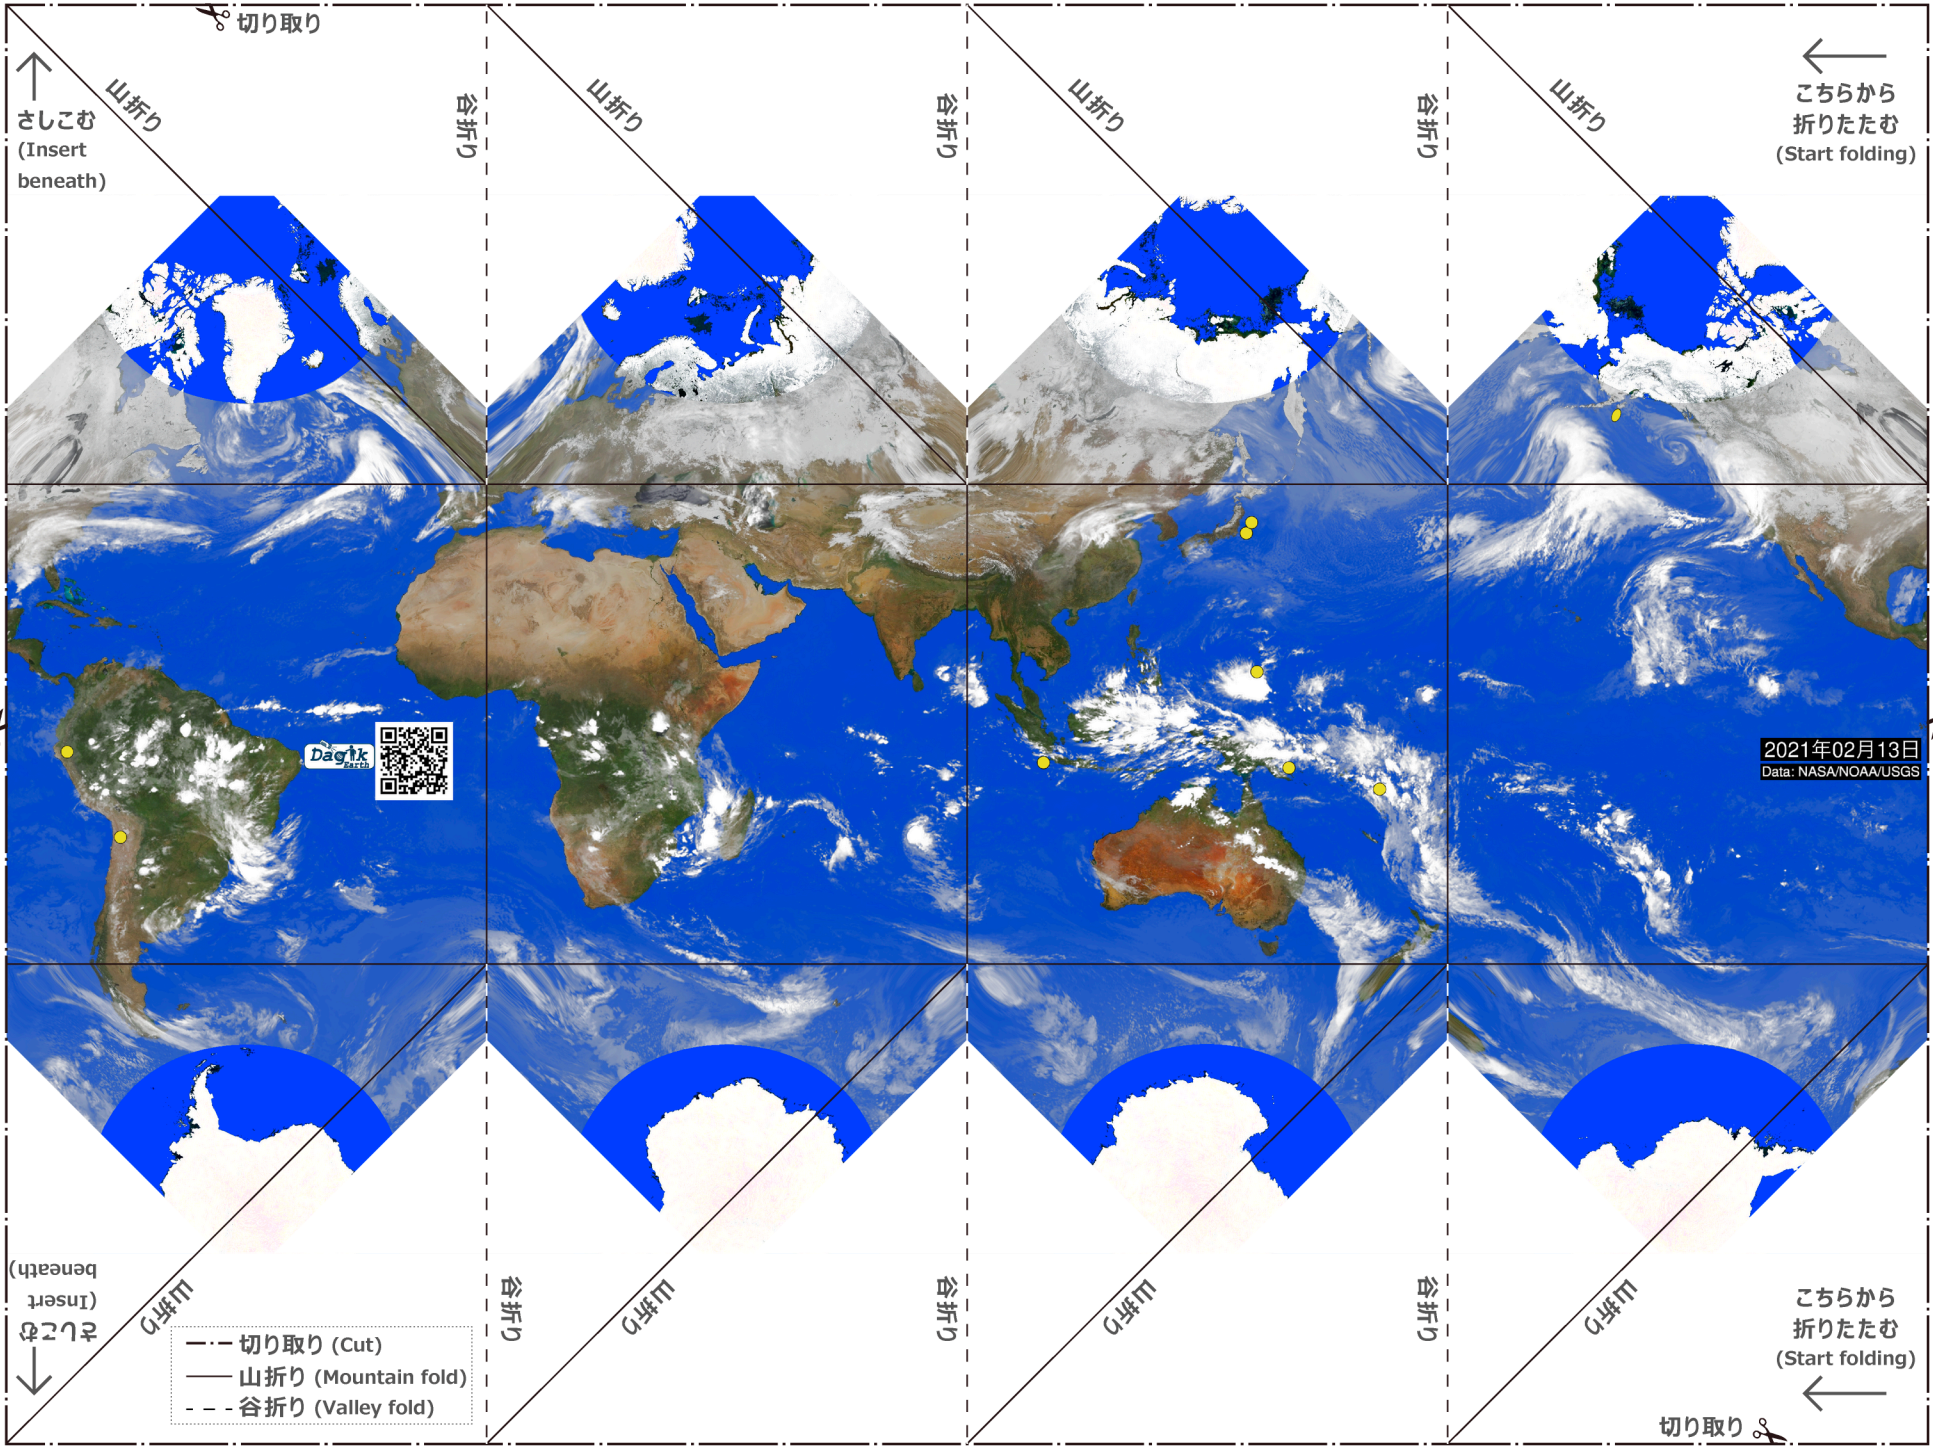 切り取り
山折り
谷折り
山折り
谷折り
山折り
谷折り
山折り
さしこむ
(Insert
beneath)
こちらから
折りたたむ
(Start folding)
Dagik
Earth
2021年02月13日
Data: NASA/NOAA/USGS
さしこむ
(Insert
beneath)
山折り
谷折り
山折り
谷折り
山折り
谷折り
山折り
切り取り (Cut)
山折り (Mountain fold)
谷折り (Valley fold)
こちらから
折りたたむ
(Start folding)
切り取り